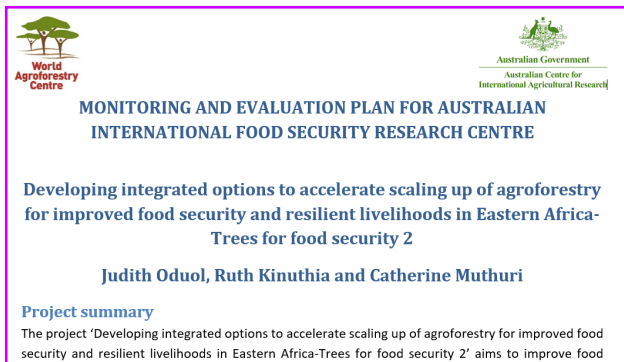 World
Agroforestry
Centre
Australian Government
Australian Centre for
International Agricultural Research
MONITORING AND EVALUATION PLAN FOR AUSTRALIAN
INTERNATIONAL FOOD SECURITY RESEARCH CENTRE
Developing integrated options to accelerate scaling up of agroforestry
for improved food security and resilient livelihoods in Eastern Africa-
Trees for food security 2
Judith Oduol, Ruth Kinuthia and Catherine Muthuri
Project summary
The project ‘Developing integrated options to accelerate scaling up of agroforestry for improved food
security and resilient livelihoods in Eastern Africa-Trees for food security 2’ aims to improve food